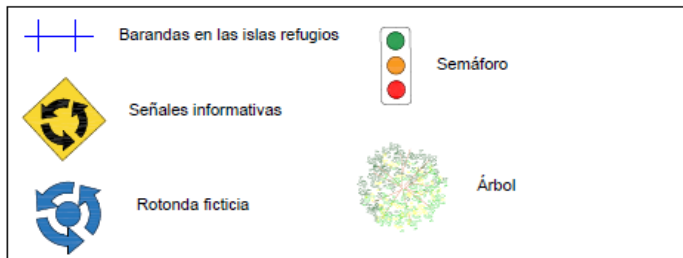 Barandas en las islas refugios
Semáforo
Señales informativas
Árbol
Rotonda ficticia